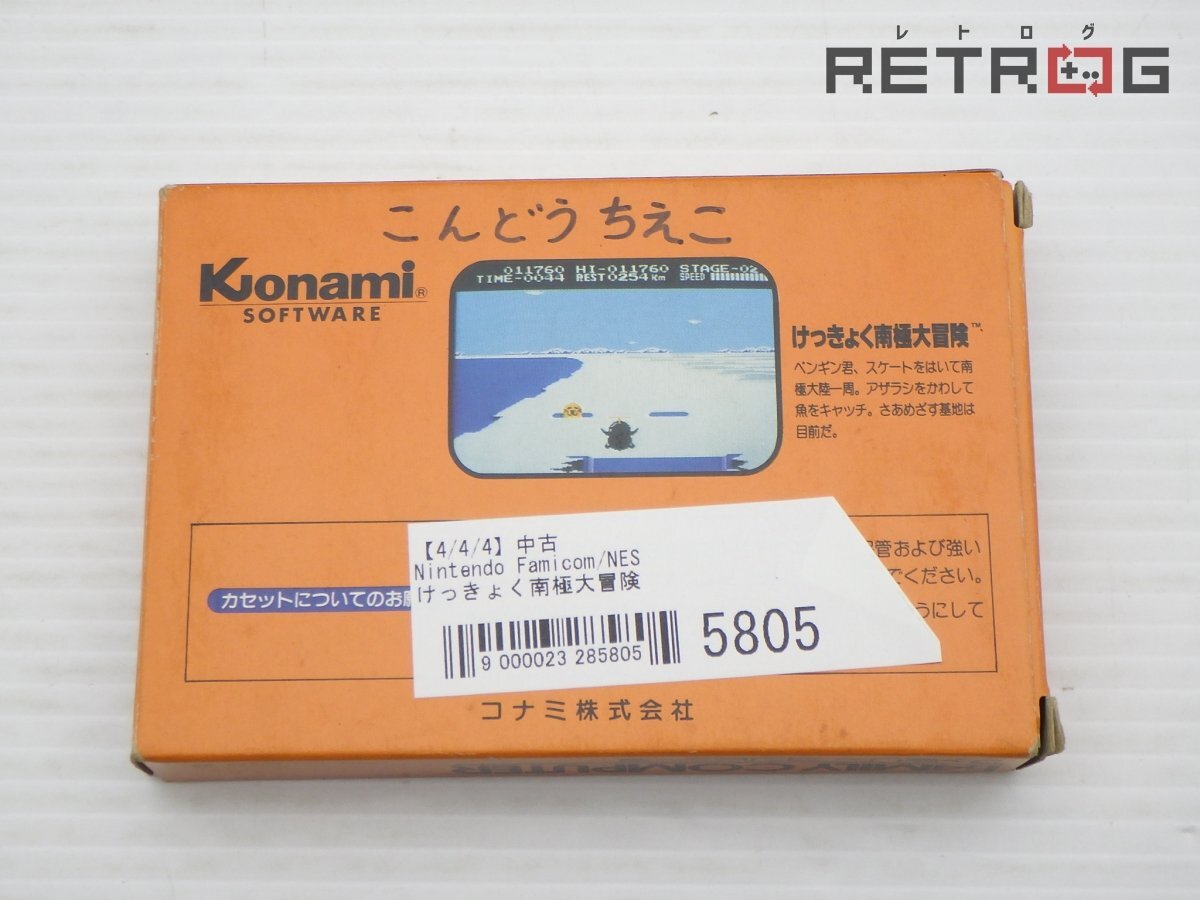 レトログ
RETROG
こんどう ちえこ
Konami®
SOFTWARE
011760 HI-011760 STAGE-02
TIME-0044 REST0254Km SPEED
けっきょく南極大冒険™
ペンギン君、スケートをはいて南
極大陸一周。アザラシをかわして
魚をキャッチ。さあめざす基地は
目前だ。
管および強い
ください。
カセットについてのお
うにして
【4/4/4】中古
Nintendo Famicom/NES
けっきょく南極大冒険
9 000023 285805
5805
コナミ株式会社
COMPUTER